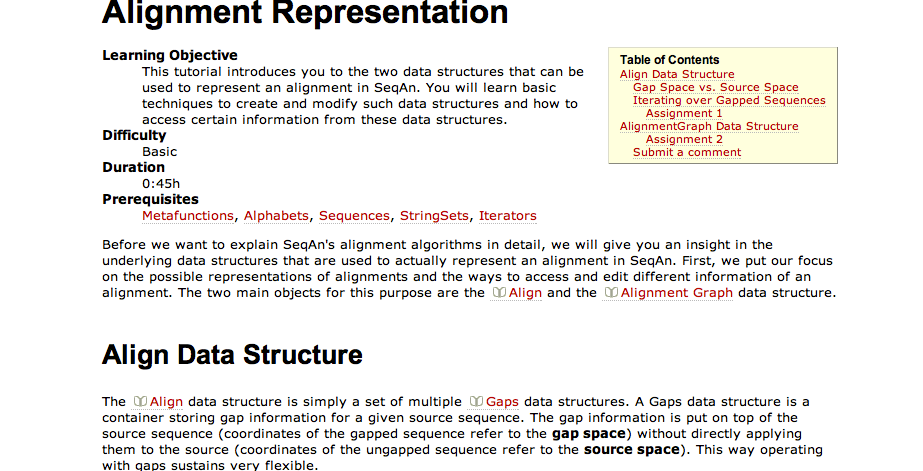 Alignment Representation
Learning Objective
This tutorial introduces you to the two data structures that can be
used to represent an alignment in SeqAn. You will learn basic
techniques to create and modify such data structures and how to
access certain information from these data structures.
Difficulty
Basic
Duration
0:45h
Prerequisites
Metafunctions, Alphabets, Sequences, StringSets, Iterators
Table of Contents
Align Data Structure
Gap Space vs. Source Space
Iterating over Gapped Sequences
Assignment 1
AlignmentGraph Data Structure
Assignment 2
Submit a comment
Before we want to explain SeqAn's alignment algorithms in detail, we will give you an insight in the
underlying data structures that are used to actually represent an alignment in SeqAn. First, we put our focus
on the possible representations of alignments and the ways to access and edit different information of an
alignment. The two main objects for this purpose are the Align and the Alignment Graph data structure.
Align Data Structure
The Align data structure is simply a set of multiple Gaps data structures. A Gaps data structure is a
container storing gap information for a given source sequence. The gap information is put on top of the
source sequence (coordinates of the gapped sequence refer to the gap space) without directly applying
them to the source (coordinates of the ungapped sequence refer to the source space). This way operating
with gaps sustains very flexible.